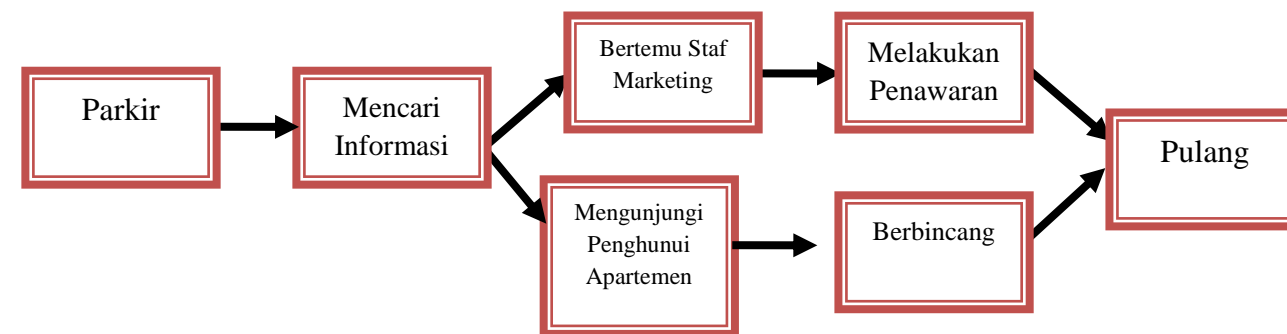 Parkir
Mencari
Informasi
Bertemu Staf
Marketing
Melakukan
Penawaran
Mengunjungi
Penghunui
Apartemen
Berbincang
Pulang